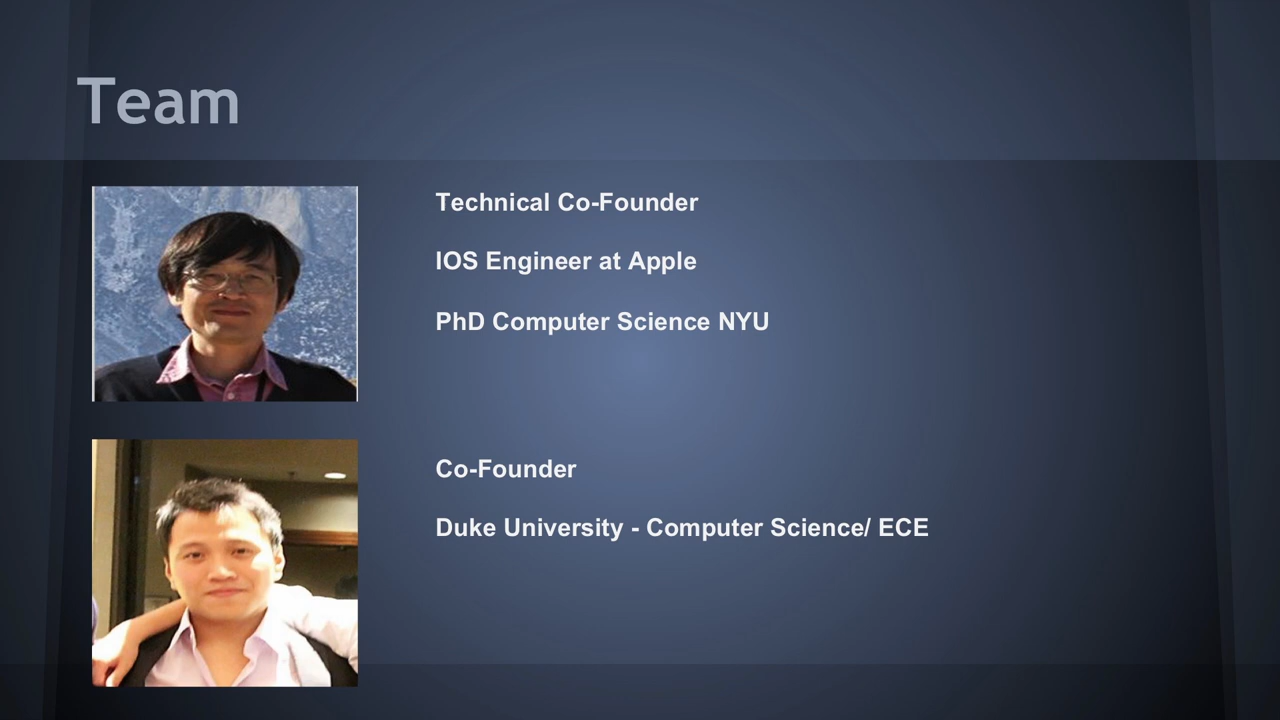 Team
Technical Co-Founder
IOS Engineer at Apple
PhD Computer Science NYU
Co-Founder
Duke University - Computer Science/ ECE